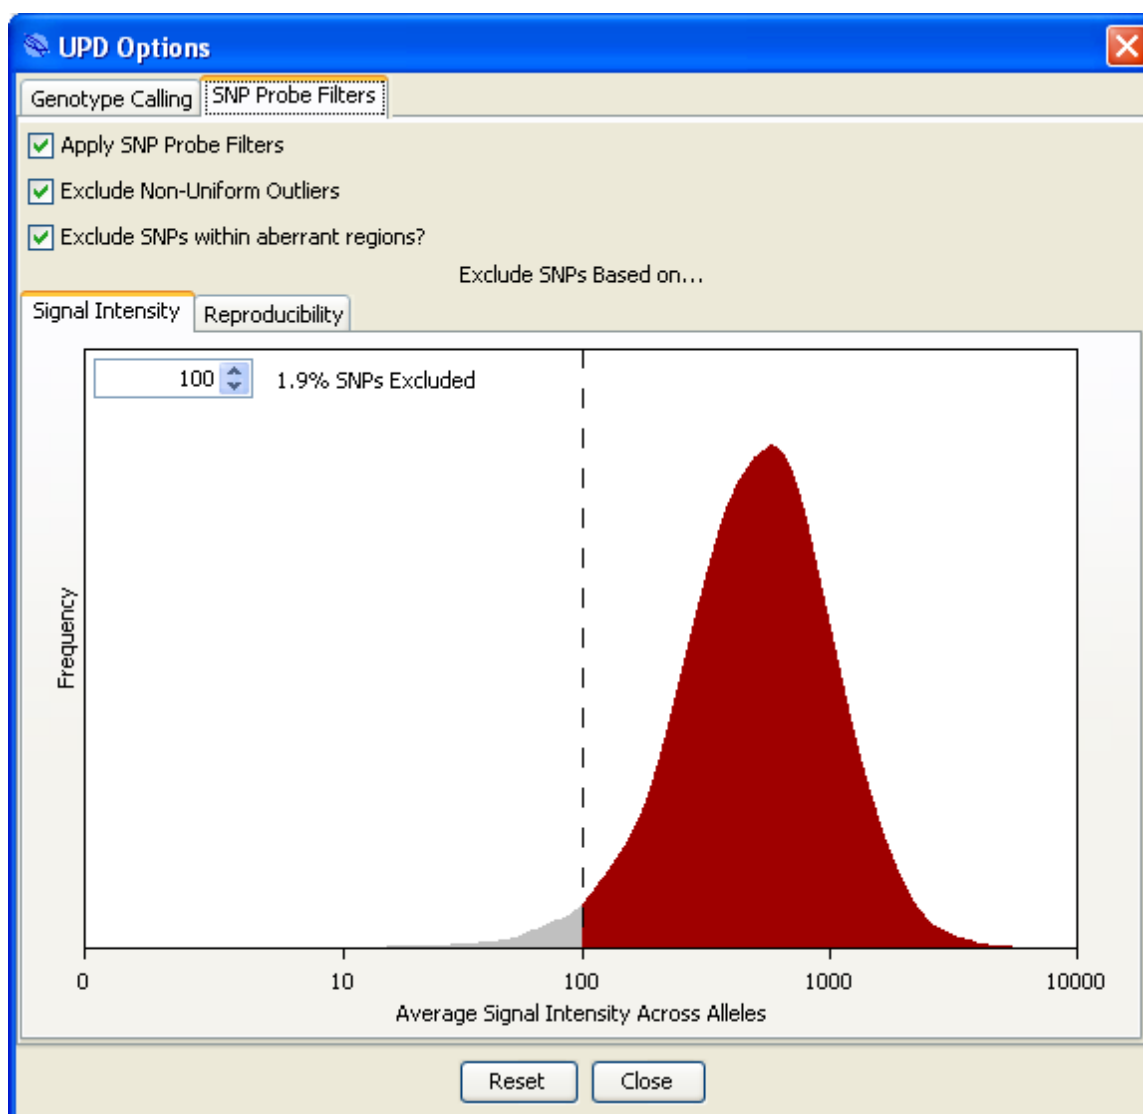 UPD Options
Genotype Calling SNP Probe Filters
Apply SNP Probe Filters
Exclude Non-Uniform Outliers
Exclude SNPs within aberrant regions?
Exclude SNPs Based on...
Signal Intensity Reproducibility
100 1.9% SNPs Excluded
Frequency
0 10 100 1000 10000
Average Signal Intensity Across Alleles
Reset Close